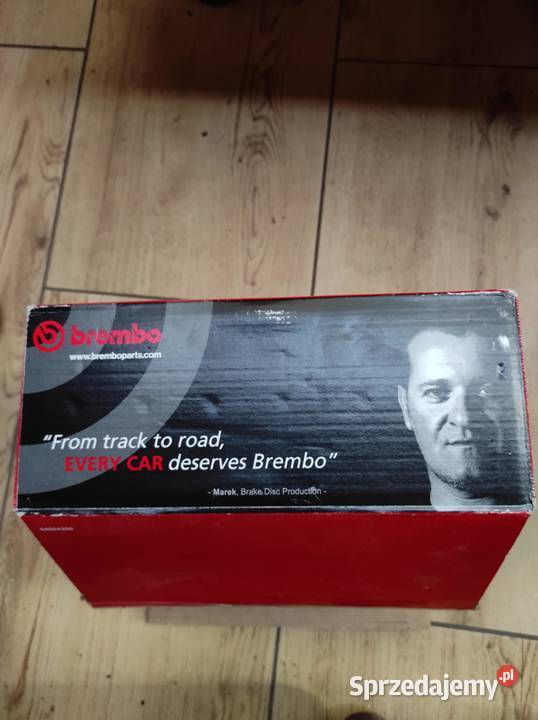 brembo
www.bremboparts.com
"From track to road,
EVERY CAR deserves Brembo"
- Marek, Brake Disc Production -
Sprzedajemy.pl